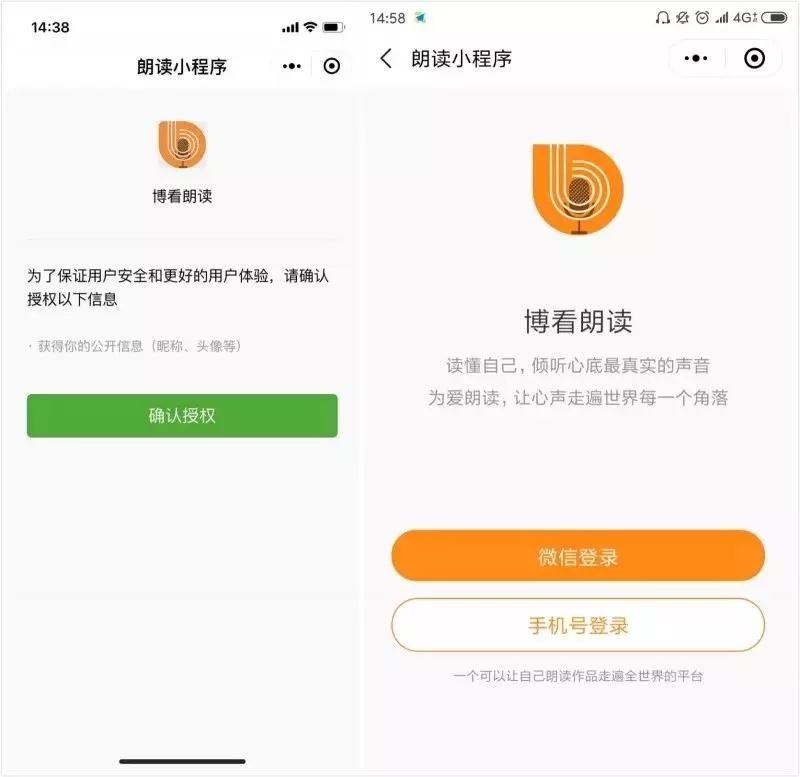 14:38
朗读小程序
博看朗读
为了保证用户安全和更好的用户体验，请确认
授权以下信息
· 获得你的公开信息（昵称、头像等）
确认授权
14:58
4G
朗读小程序
博看朗读
读懂自己，倾听心底最真实的声音
为爱朗读，让心声走遍世界每一个角落
微信登录
手机号登录
一个可以让自己朗读作品走遍全世界的平台